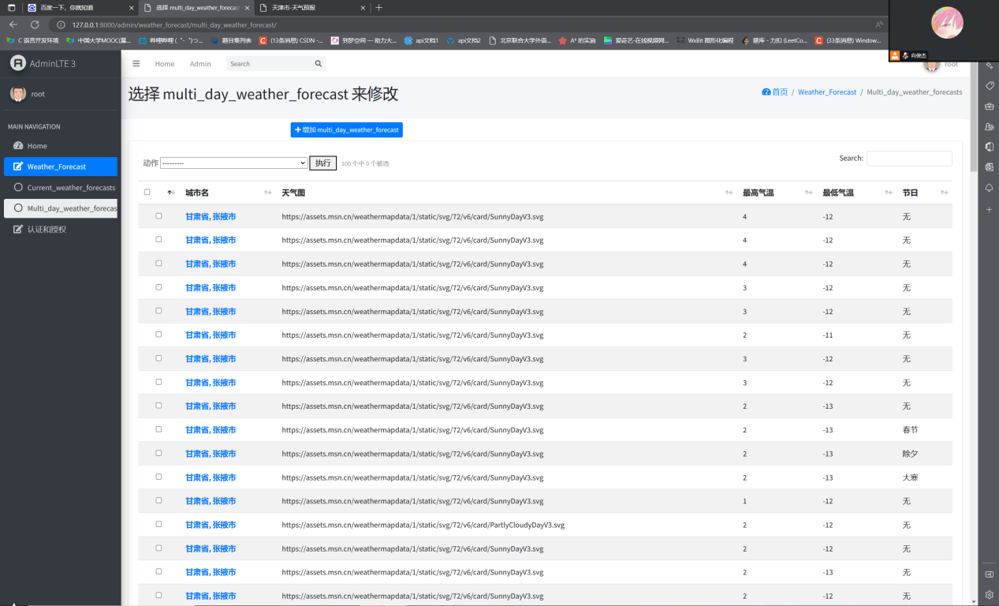 百度一下，你就知道
选择 multi_day_weather_forecast
天津市-天气预报
127.0.0.1:8000/admin/weather_forecast/multi_day_weather_forecast/
C 语言开发环境
中国大学MOOC(慕...
哔哩哔哩 (゜-゜)つ...
题目集列表
(13条消息) CSDN -...
到梦空间 — 助力大...
api文档1
api文档2
北京联合大学外语...
A* 的实施
爱奇艺-在线视频网...
WxBit 图形化编程
题库 - 力扣 (LeetCo...
(33条消息) Window...
向俊杰
AdminLTE 3
Home
Admin
Search
root
root
选择 multi_day_weather_forecast 来修改
首页 / Weather_Forecast / Multi_day_weather_forecasts
MAIN NAVIGATION
Home
Weather_Forecast
Current_weather_forecasts
Multi_day_weather_forecas
认证和授权
增加 multi_day_weather_forecast
动作 --------- 执行 100 个中 0 个被选
Search:
城市名 天气图 最高气温 最低气温 节日
甘肃省, 张掖市 https://assets.msn.cn/weathermapdata/1/static/svg/72/v6/card/SunnyDayV3.svg 4 -12 无
甘肃省, 张掖市 https://assets.msn.cn/weathermapdata/1/static/svg/72/v6/card/SunnyDayV3.svg 4 -12 无
甘肃省, 张掖市 https://assets.msn.cn/weathermapdata/1/static/svg/72/v6/card/SunnyDayV3.svg 4 -12 无
甘肃省, 张掖市 https://assets.msn.cn/weathermapdata/1/static/svg/72/v6/card/SunnyDayV3.svg 3 -12 无
甘肃省, 张掖市 https://assets.msn.cn/weathermapdata/1/static/svg/72/v6/card/SunnyDayV3.svg 3 -12 无
甘肃省, 张掖市 https://assets.msn.cn/weathermapdata/1/static/svg/72/v6/card/SunnyDayV3.svg 2 -11 无
甘肃省, 张掖市 https://assets.msn.cn/weathermapdata/1/static/svg/72/v6/card/SunnyDayV3.svg 3 -12 无
甘肃省, 张掖市 https://assets.msn.cn/weathermapdata/1/static/svg/72/v6/card/SunnyDayV3.svg 3 -12 无
甘肃省, 张掖市 https://assets.msn.cn/weathermapdata/1/static/svg/72/v6/card/SunnyDayV3.svg 2 -13 无
甘肃省, 张掖市 https://assets.msn.cn/weathermapdata/1/static/svg/72/v6/card/SunnyDayV3.svg 2 -13 春节
甘肃省, 张掖市 https://assets.msn.cn/weathermapdata/1/static/svg/72/v6/card/SunnyDayV3.svg 2 -13 除夕
甘肃省, 张掖市 https://assets.msn.cn/weathermapdata/1/static/svg/72/v6/card/SunnyDayV3.svg 2 -13 大寒
甘肃省, 张掖市 https://assets.msn.cn/weathermapdata/1/static/svg/72/v6/card/SunnyDayV3.svg 1 -12 无
甘肃省, 张掖市 https://assets.msn.cn/weathermapdata/1/static/svg/72/v6/card/PartlyCloudyDayV3.svg 2 -12 无
甘肃省, 张掖市 https://assets.msn.cn/weathermapdata/1/static/svg/72/v6/card/SunnyDayV3.svg 2 -12 无
甘肃省, 张掖市 https://assets.msn.cn/weathermapdata/1/static/svg/72/v6/card/SunnyDayV3.svg 2 -13 无
甘肃省, 张掖市 https://assets.msn.cn/weathermapdata/1/static/svg/72/v6/card/SunnyDayV3.svg 2 -12 无